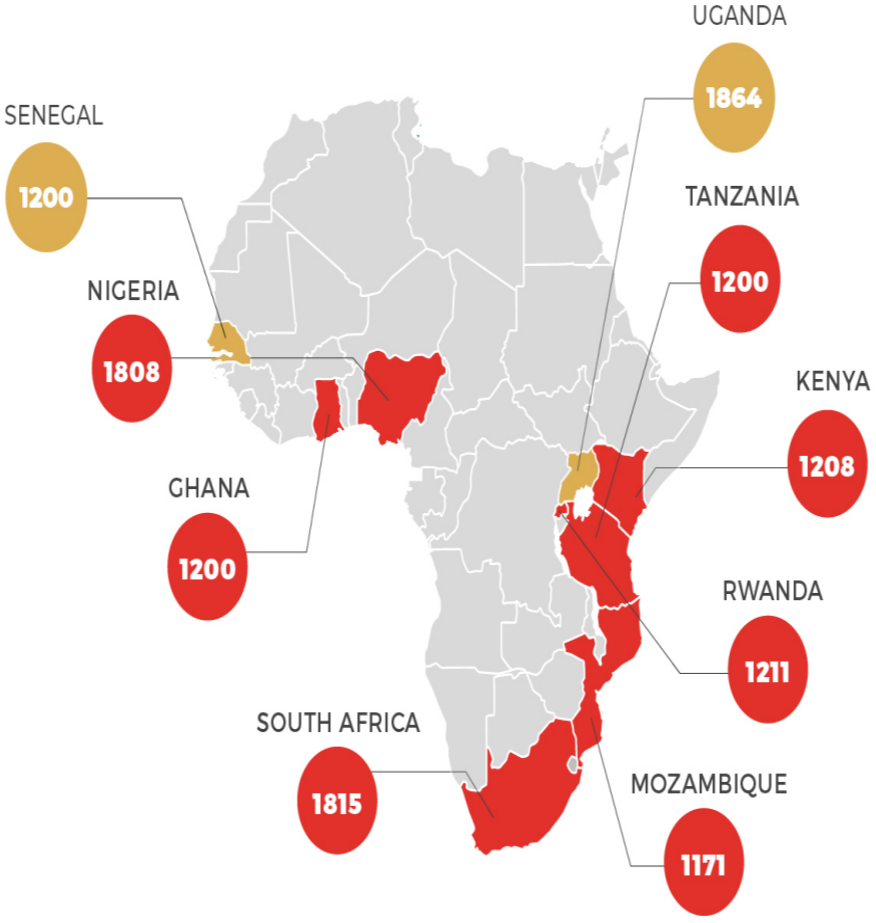 UGANDA
1864
SENEGAL
1200
TANZANIA
1200
NIGERIA
1808
KENYA
1208
GHANA
1200
RWANDA
1211
SOUTH AFRICA
1815
MOZAMBIQUE
1171